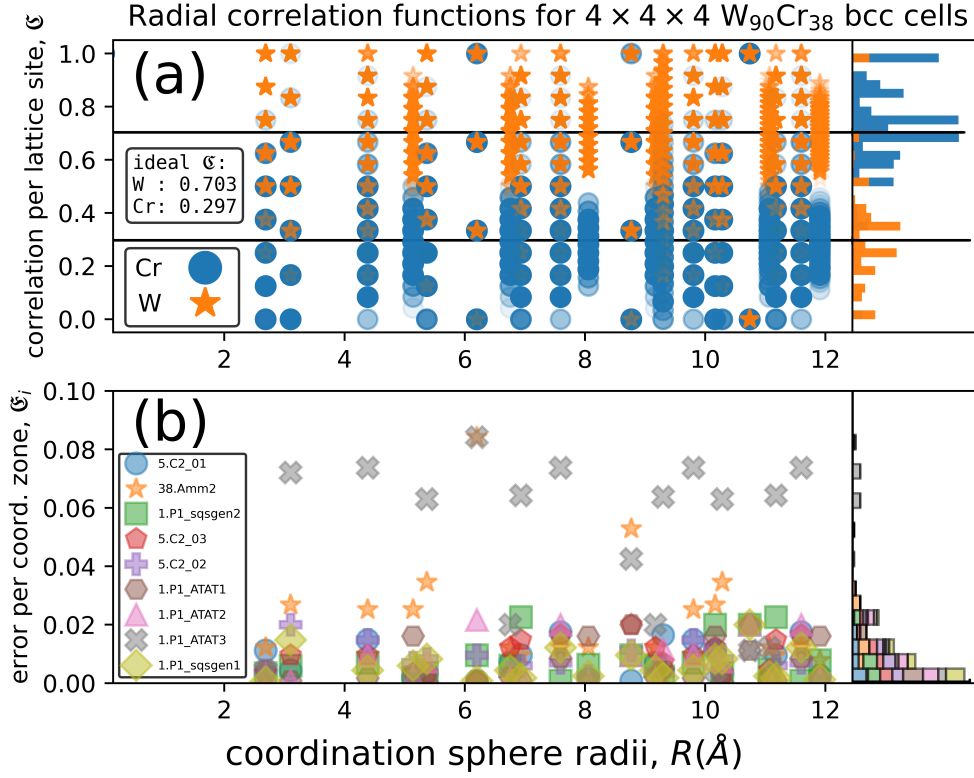 Radial correlation functions for 4 × 4 × 4 W₉₀Cr₃₈ bcc cells
correlation per lattice site, ℭ
1.0
0.8
0.6
0.4
0.2
0.0
(a)
ideal ℭ:
W : 0.703
Cr: 0.297
Cr
W
2 4 6 8 10 12
error per coord. zone, 𝔈ᵢ
0.10
0.08
0.06
0.04
0.02
0.00
(b)
5.C2_01
38.Amm2
1.P1_sqsgen2
5.C2_03
5.C2_02
1.P1_ATAT1
1.P1_ATAT2
1.P1_ATAT3
1.P1_sqsgen1
2 4 6 8 10 12
coordination sphere radii, R(Å)